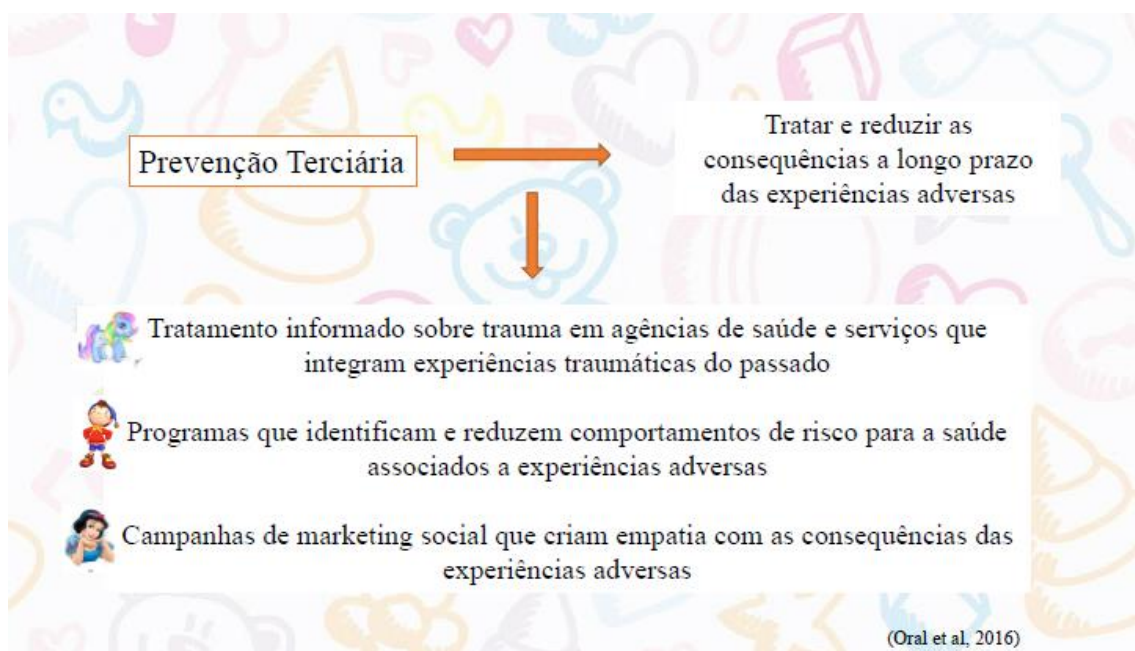 Prevenção Terciária
Tratar e reduzir as
consequências a longo prazo
das experiências adversas
Tratamento informado sobre trauma em agências de saúde e serviços que
integram experiências traumáticas do passado
Programas que identificam e reduzem comportamentos de risco para a saúde
associados a experiências adversas
Campanhas de marketing social que criam empatia com as consequências das
experiências adversas
(Oral et al, 2016)